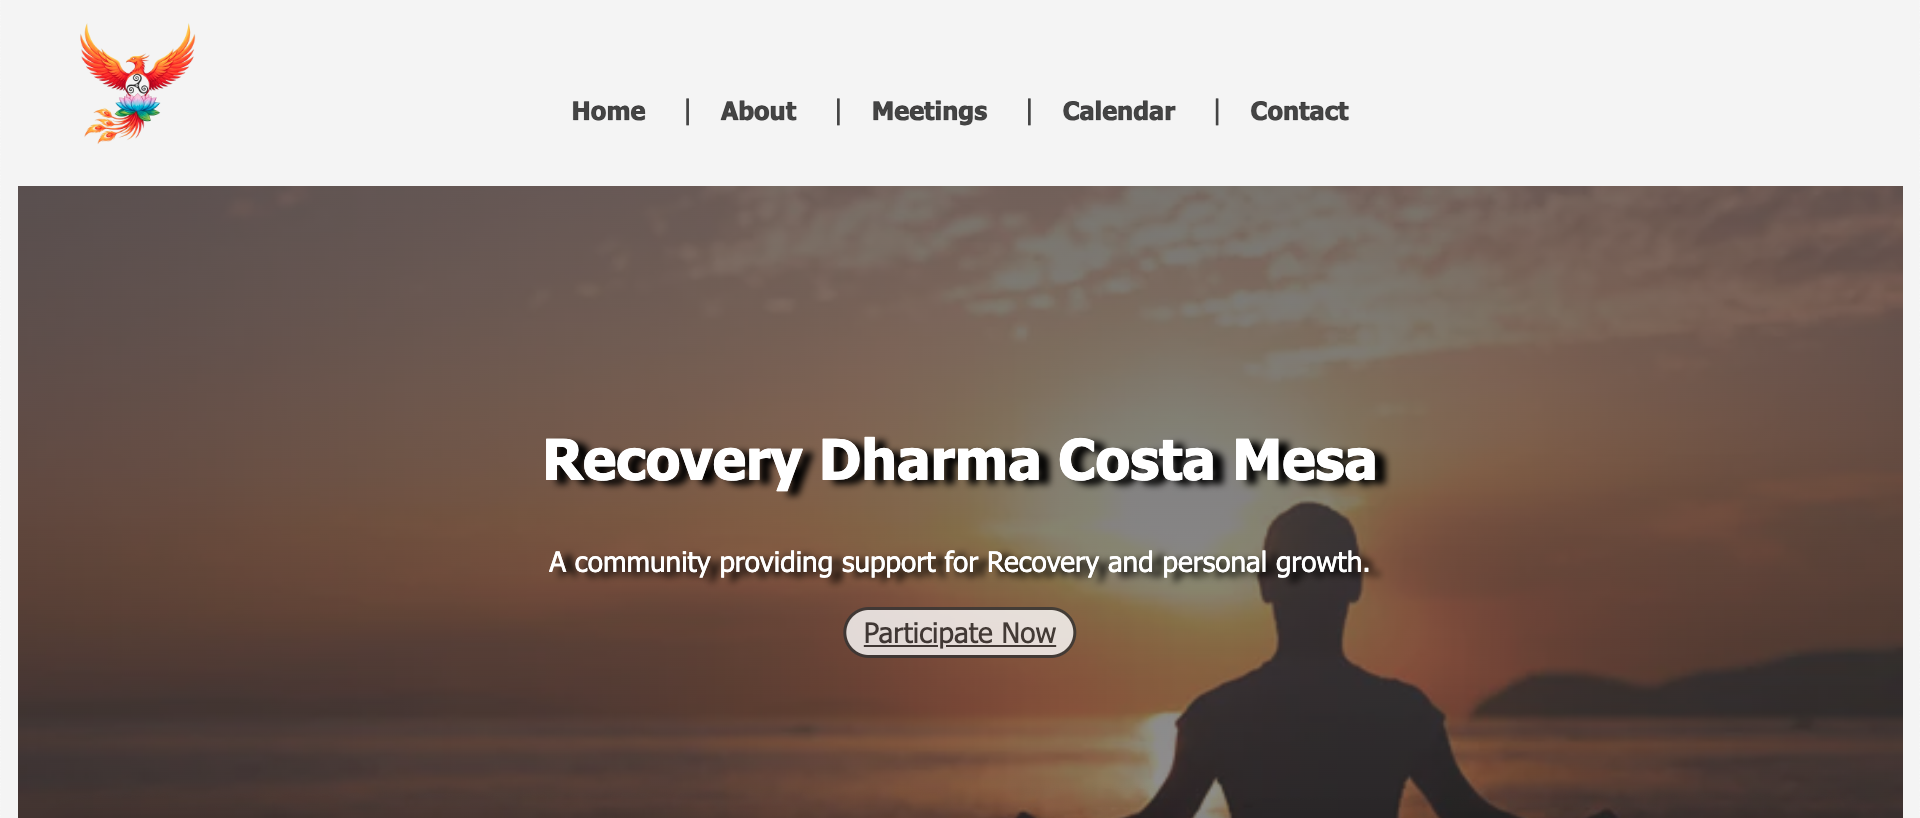 Home | About | Meetings | Calendar | Contact
Recovery Dharma Costa Mesa
A community providing support for Recovery and personal growth.
Participate Now